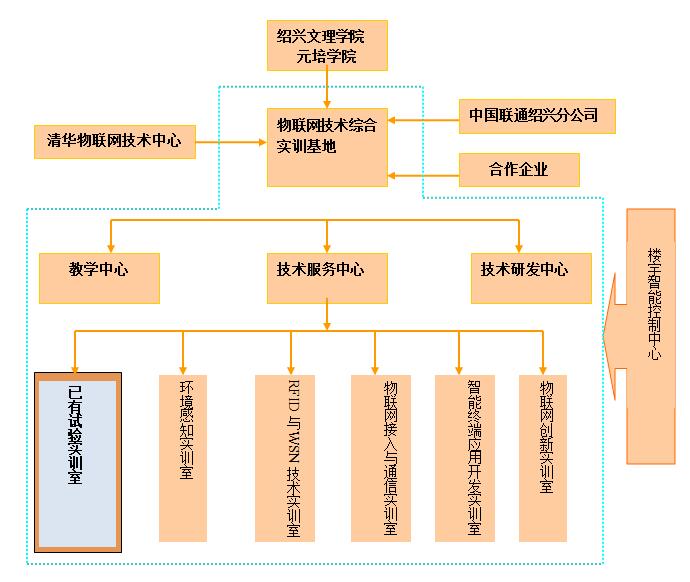 绍兴文理学院
元培学院
清华物联网技术中心
物联网技术综合
实训基地
中国联通绍兴分公司
合作企业
教学中心
技术服务中心
技术研发中心
楼宇智能控制中心
已有试验实训室
环境感知实训室
RFID 与 WSN 技术实训室
物联网接入与通信实训室
智能终端应用开发实训室
物联网创新实训室